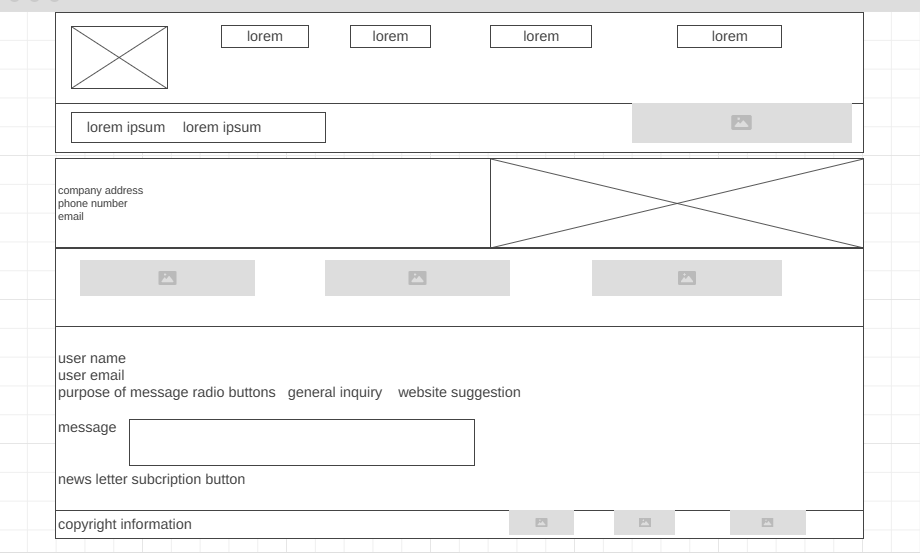 lorem lorem lorem lorem
lorem ipsum lorem ipsum
company address
phone number
email
user name
user email
purpose of message radio buttons general inquiry website suggestion
message
news letter subcription button
copyright information